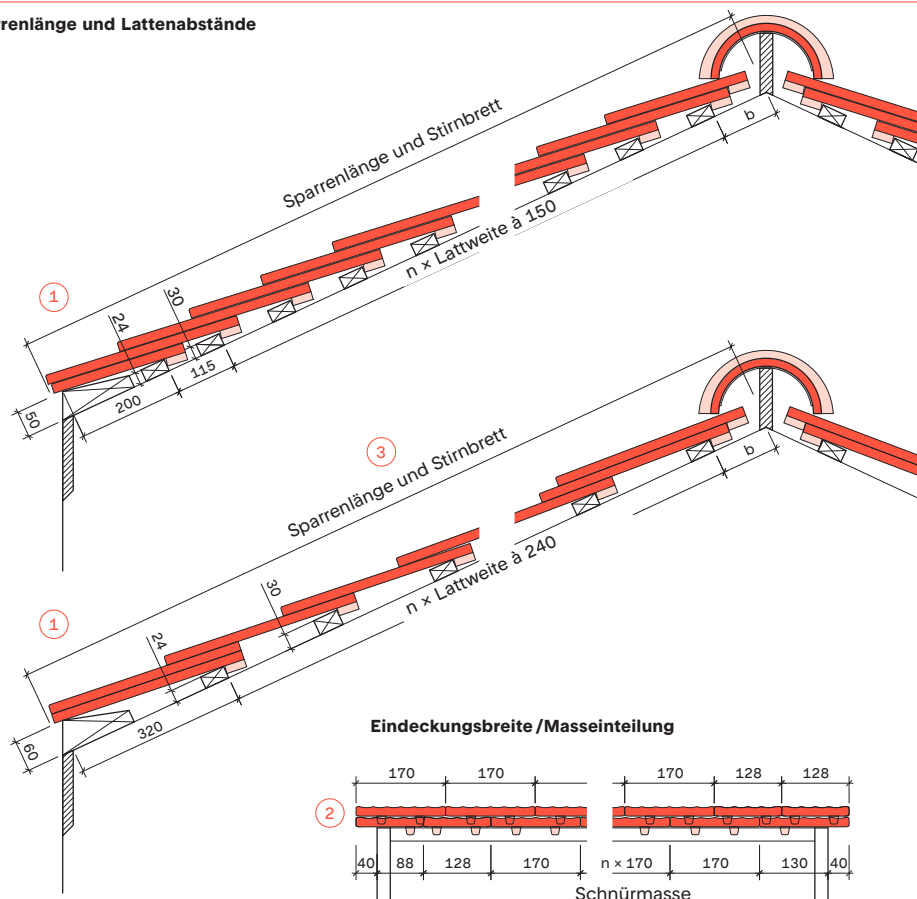 rrenlänge und Lattenabstände
Sparrenlänge und Stirnbrett
b
n × Lattweite à 150
1
30
24
115
200
50
3
Sparrenlänge und Stirnbrett
b
n × Lattweite à 240
30
1
24
320
60
Eindeckungsbreite/Masseinteilung
170 170 170 128 128
2
40 88 128 170 n × 170 170 130 40
Schnürmasse